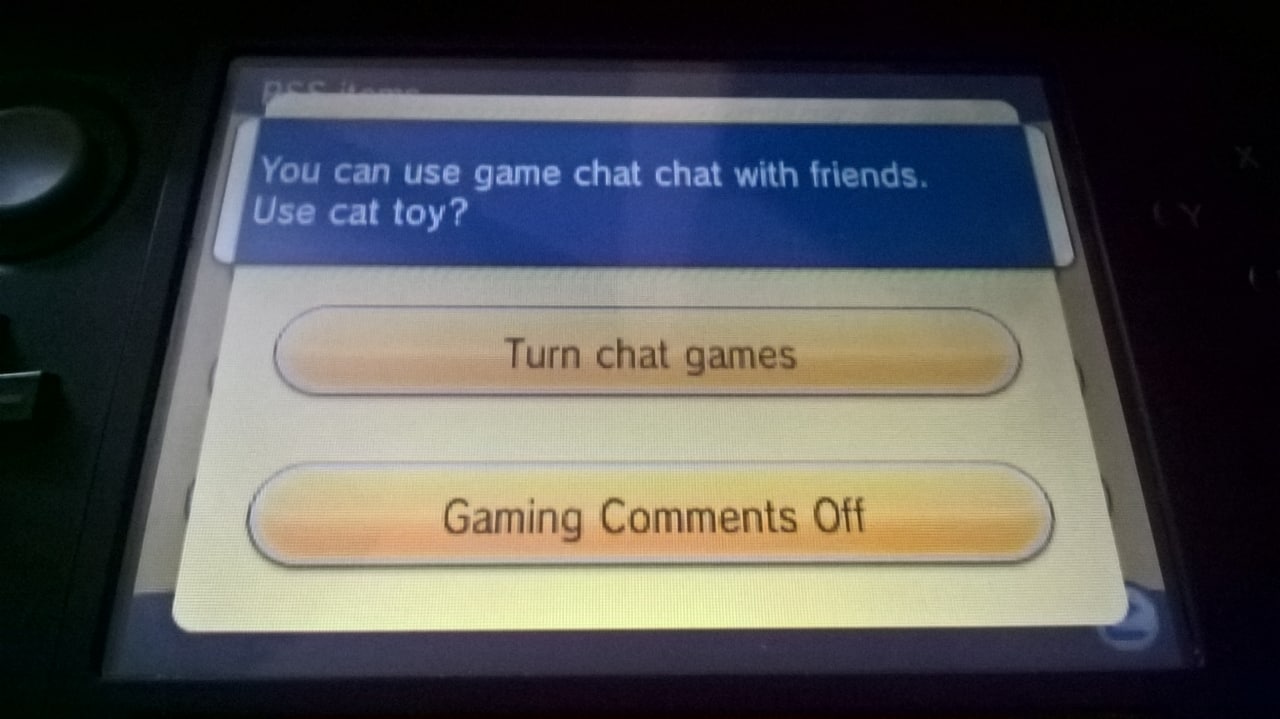 PSS items
You can use game chat chat with friends.
Use cat toy?
Turn chat games
Gaming Comments Off
X
Y